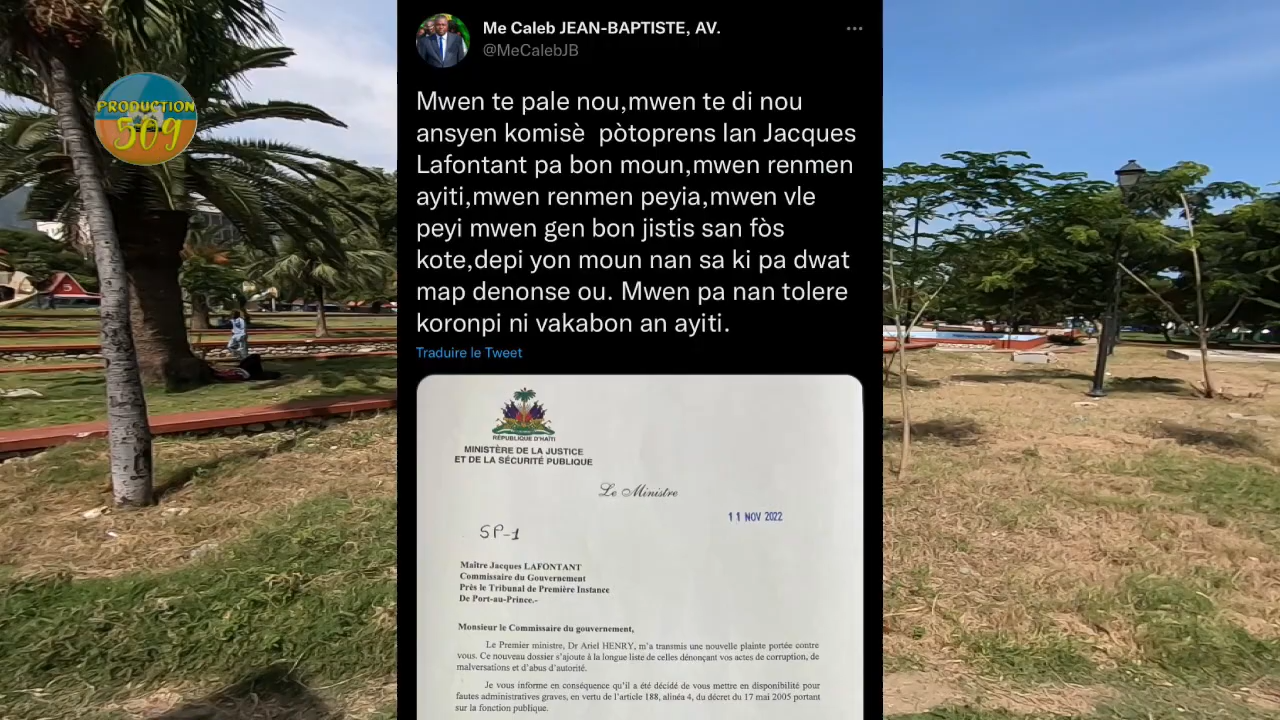 PRODUCTION
509
Me Caleb JEAN-BAPTISTE, AV.
@MeCalebJB
Mwen te pale nou,mwen te di nou
ansyen komisè pòtoprens lan Jacques
Lafontant pa bon moun,mwen renmen
ayiti,mwen renmen peyia,mwen vle
peyi mwen gen bon jistis san fòs
kote,depi yon moun nan sa ki pa dwat
map denonse ou. Mwen pa nan tolere
koronpi ni vakabon an ayiti.
Traduire le Tweet
RÉPUBLIQUE D'HAÏTI
MINISTÈRE DE LA JUSTICE
ET DE LA SÉCURITÉ PUBLIQUE
Le Ministre
11 NOV 2022
SP-1
Maître Jacques LAFONTANT
Commissaire du Gouvernement
Près le Tribunal de Première Instance
De Port-au-Prince.-
Monsieur le Commissaire du gouvernement,
Le Premier ministre, Dr Ariel HENRY, m'a transmis une nouvelle plainte portée contre
vous. Ce nouveau dossier s'ajoute à la longue liste de celles dénonçant vos actes de corruption, de
malversations et d'abus d'autorité.
Je vous informe en conséquence qu'il a été décidé de vous mettre en disponibilité pour
fautes administratives graves, en vertu de l'article 188, alinéa 4, du décret du 17 mai 2005 portant
sur la fonction publique.